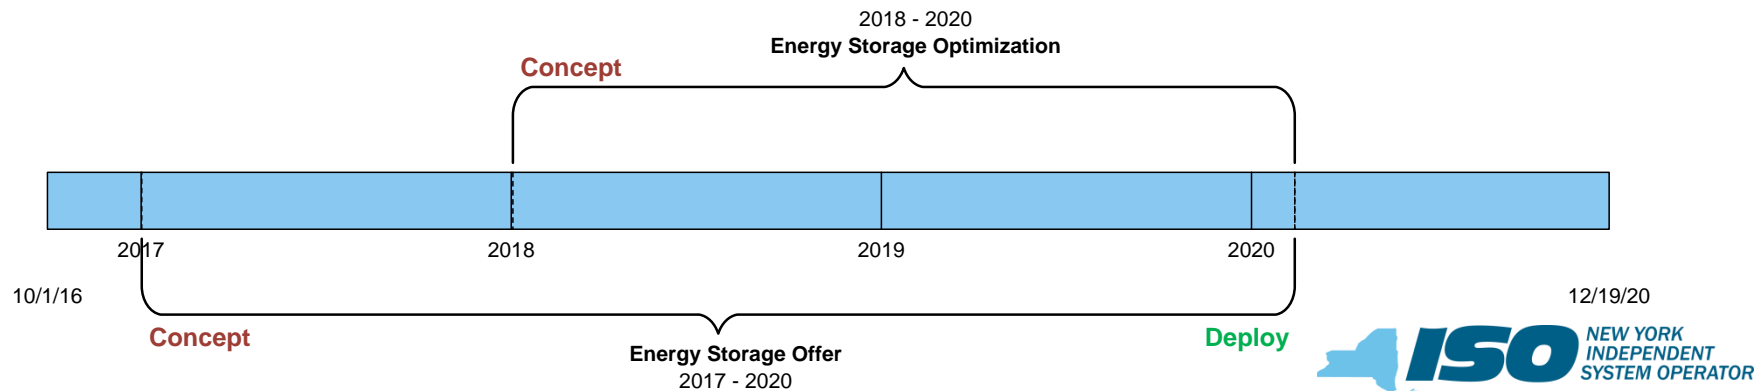 2018 - 2020
Energy Storage Optimization
Concept
2017
2018
2019
2020
10/1/16
12/19/20
Concept
Deploy
Energy Storage Offer
2017 - 2020
ISO
NEW YORK
INDEPENDENT
SYSTEM OPERATOR